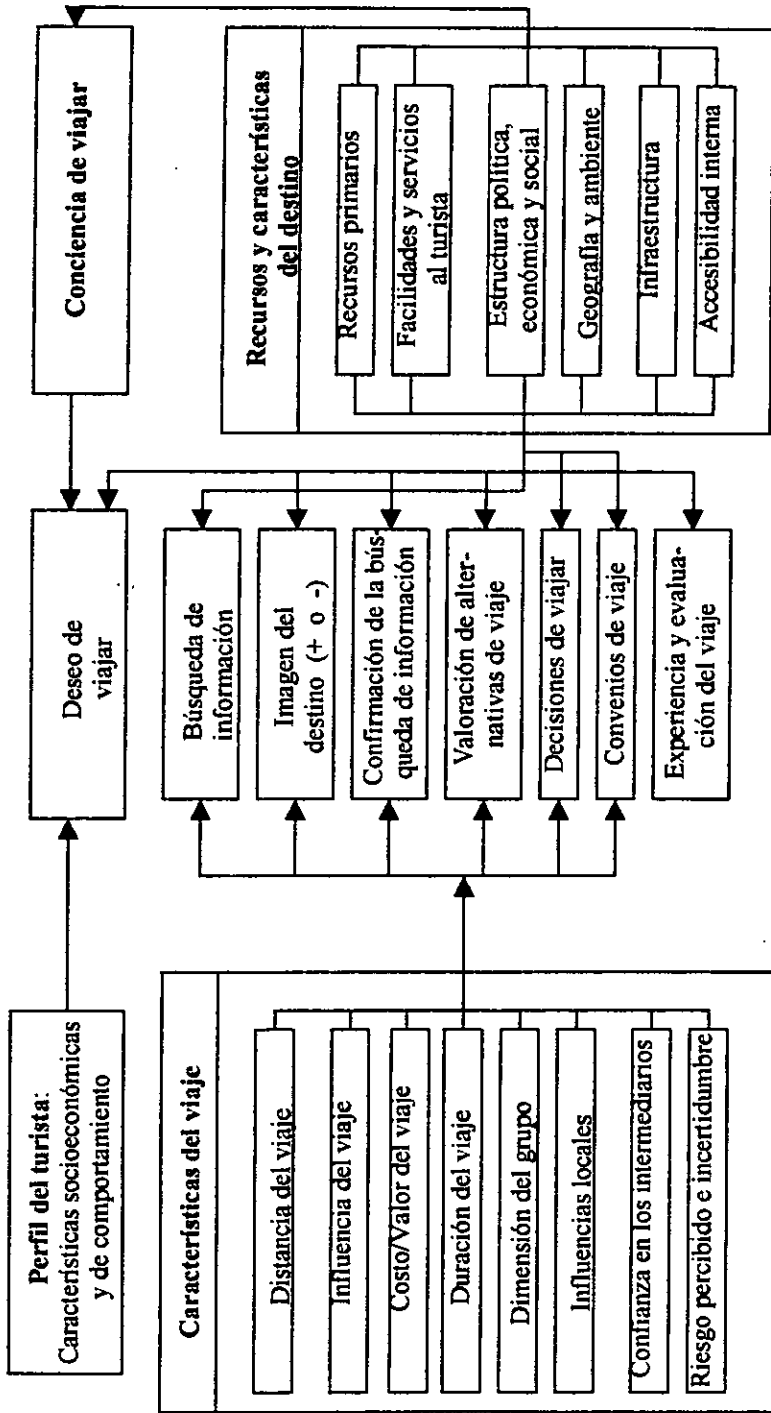 Perfil del turista:
Características socioeconómicas
y de comportamiento
Deseo de
viajar
Conciencia de viajar
Características del viaje
Distancia del viaje
Influencia del viaje
Costo/Valor del viaje
Duración del viaje
Dimensión del grupo
Influencias locales
Confianza en los intermediarios
Riesgo percibido e incertidumbre
Búsqueda de
información
Imagen del
destino (+ o -)
Confirmación de la bús-
queda de información
Valoración de alter-
nativas de viaje
Decisiones de viajar
Convenios de viaje
Experiencia y evalua-
ción del viaje
Recursos y características
del destino
Recursos primarios
Facilidades y servicios
al turista
Estructura política,
económica y social
Geografía y ambiente
Infraestructura
Accesibilidad interna